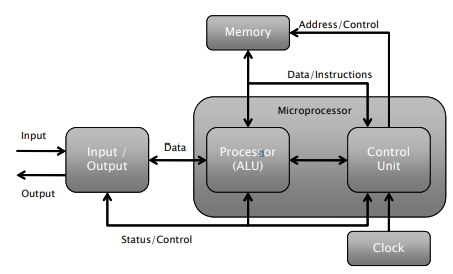 Memory
Address/Control
Data/Instructions
Microprocessor
Input
Input /
Output
Data
Processor
(ALU)
Control
Unit
Output
Status/Control
Clock